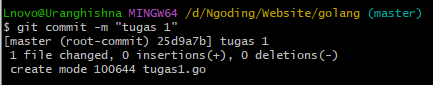 Lnovo@Uranghishna MINGW64 /d/Ngoding/Website/golang (master)
$ git commit -m "tugas 1"
[master (root-commit) 25d9a7b] tugas 1
 1 file changed, 0 insertions(+), 0 deletions(-)
 create mode 100644 tugas1.go